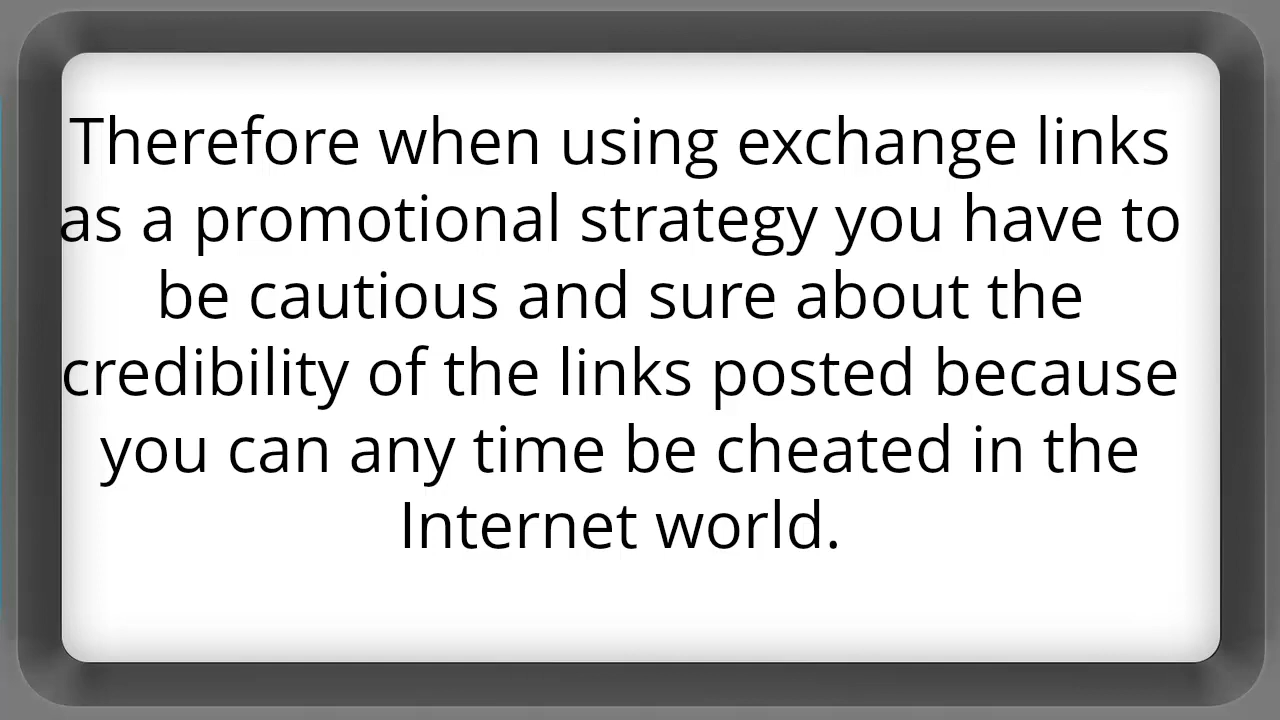 Therefore when using exchange links
as a promotional strategy you have to
be cautious and sure about the
credibility of the links posted because
you can any time be cheated in the
Internet world.